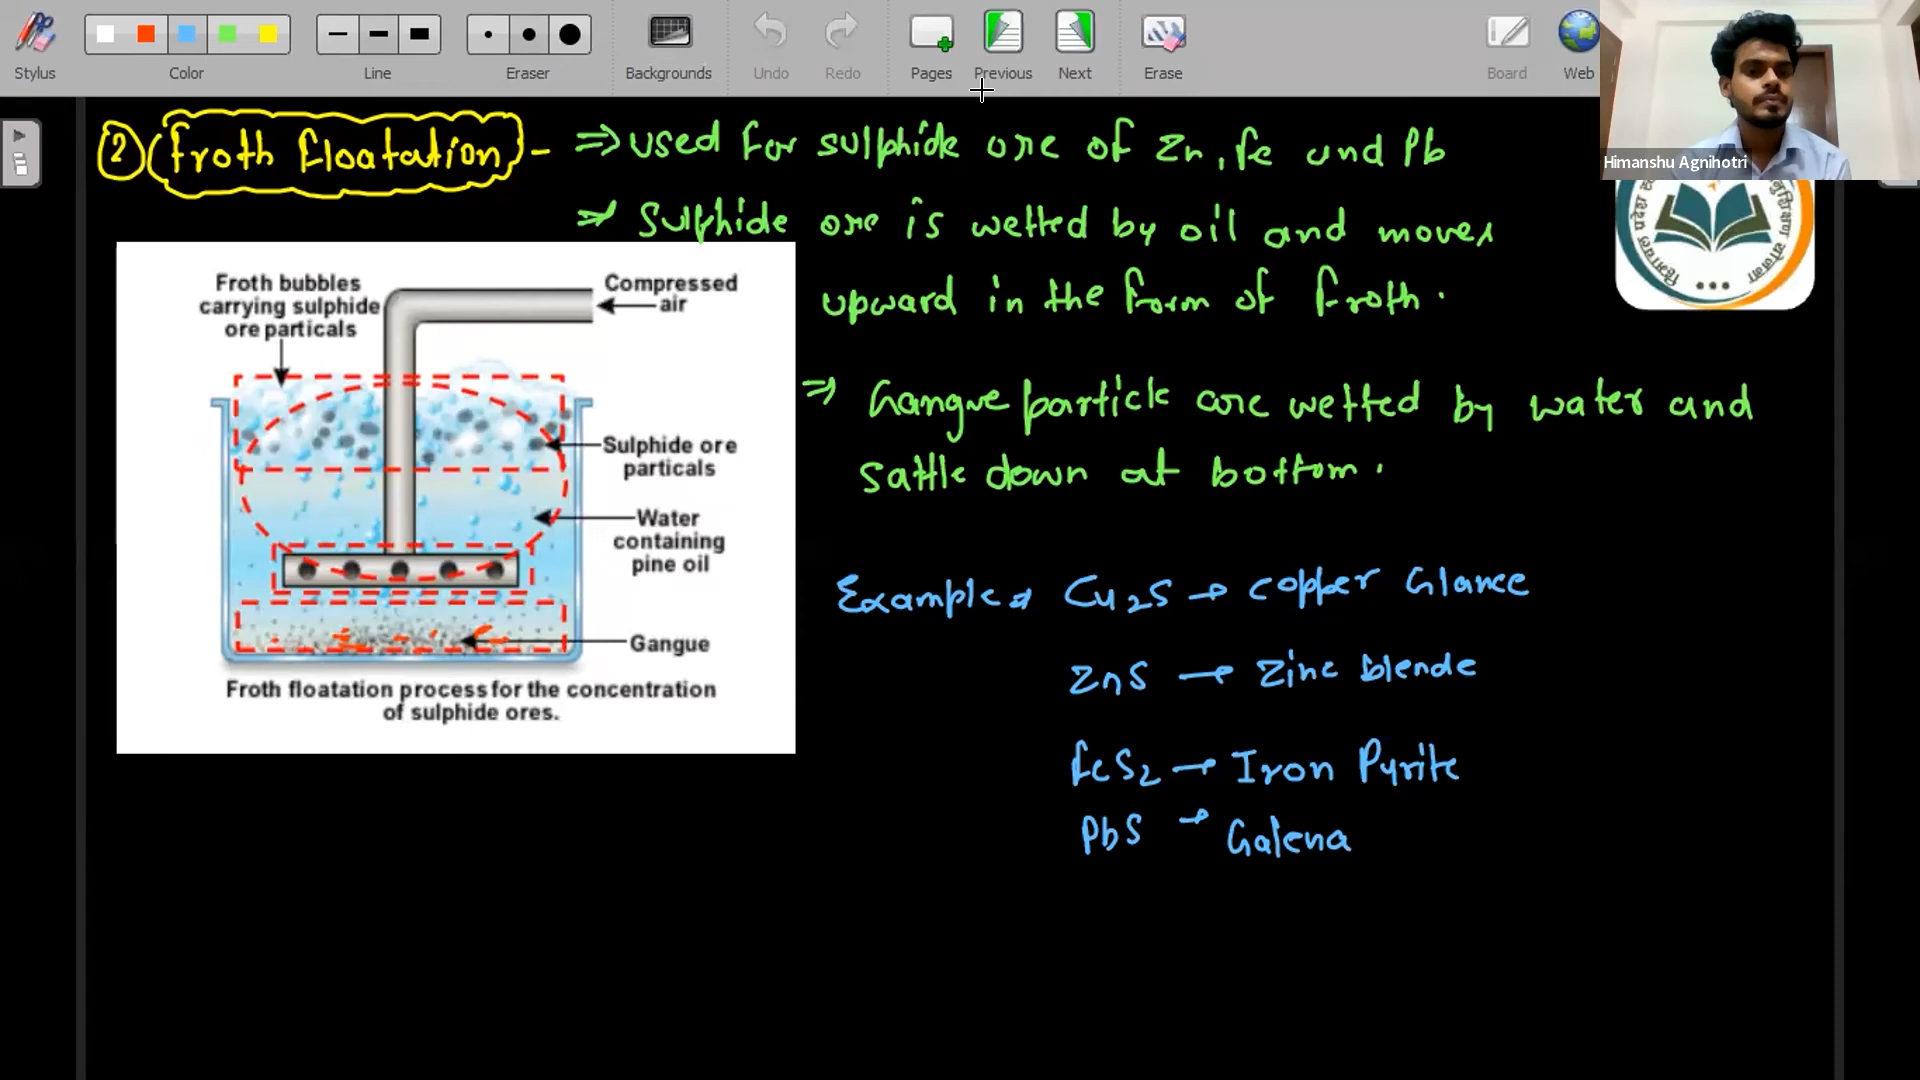 Stylus
Color
Line
Eraser
Backgrounds
Undo
Redo
Pages
Previous
Next
Erase
Board
Web
Himanshu Agnihotri
② Froth Floatation - ⇒ used for sulphide ore of Zn, Fe and Pb
⇒ Sulphide ore is wetted by oil and moves
upward in the form of froth.
⇒ Gangue particle are wetted by water and
sattle down at bottom.
Froth bubbles
carrying sulphide
ore particals
Compressed
air
Sulphide ore
particals
Water
containing
pine oil
Gangue
Froth floatation process for the concentration
of sulphide ores.
Example → Cu₂S → Copper Glance
ZnS → Zinc blende
FeS₂ → Iron Pyrite
PbS → Galena